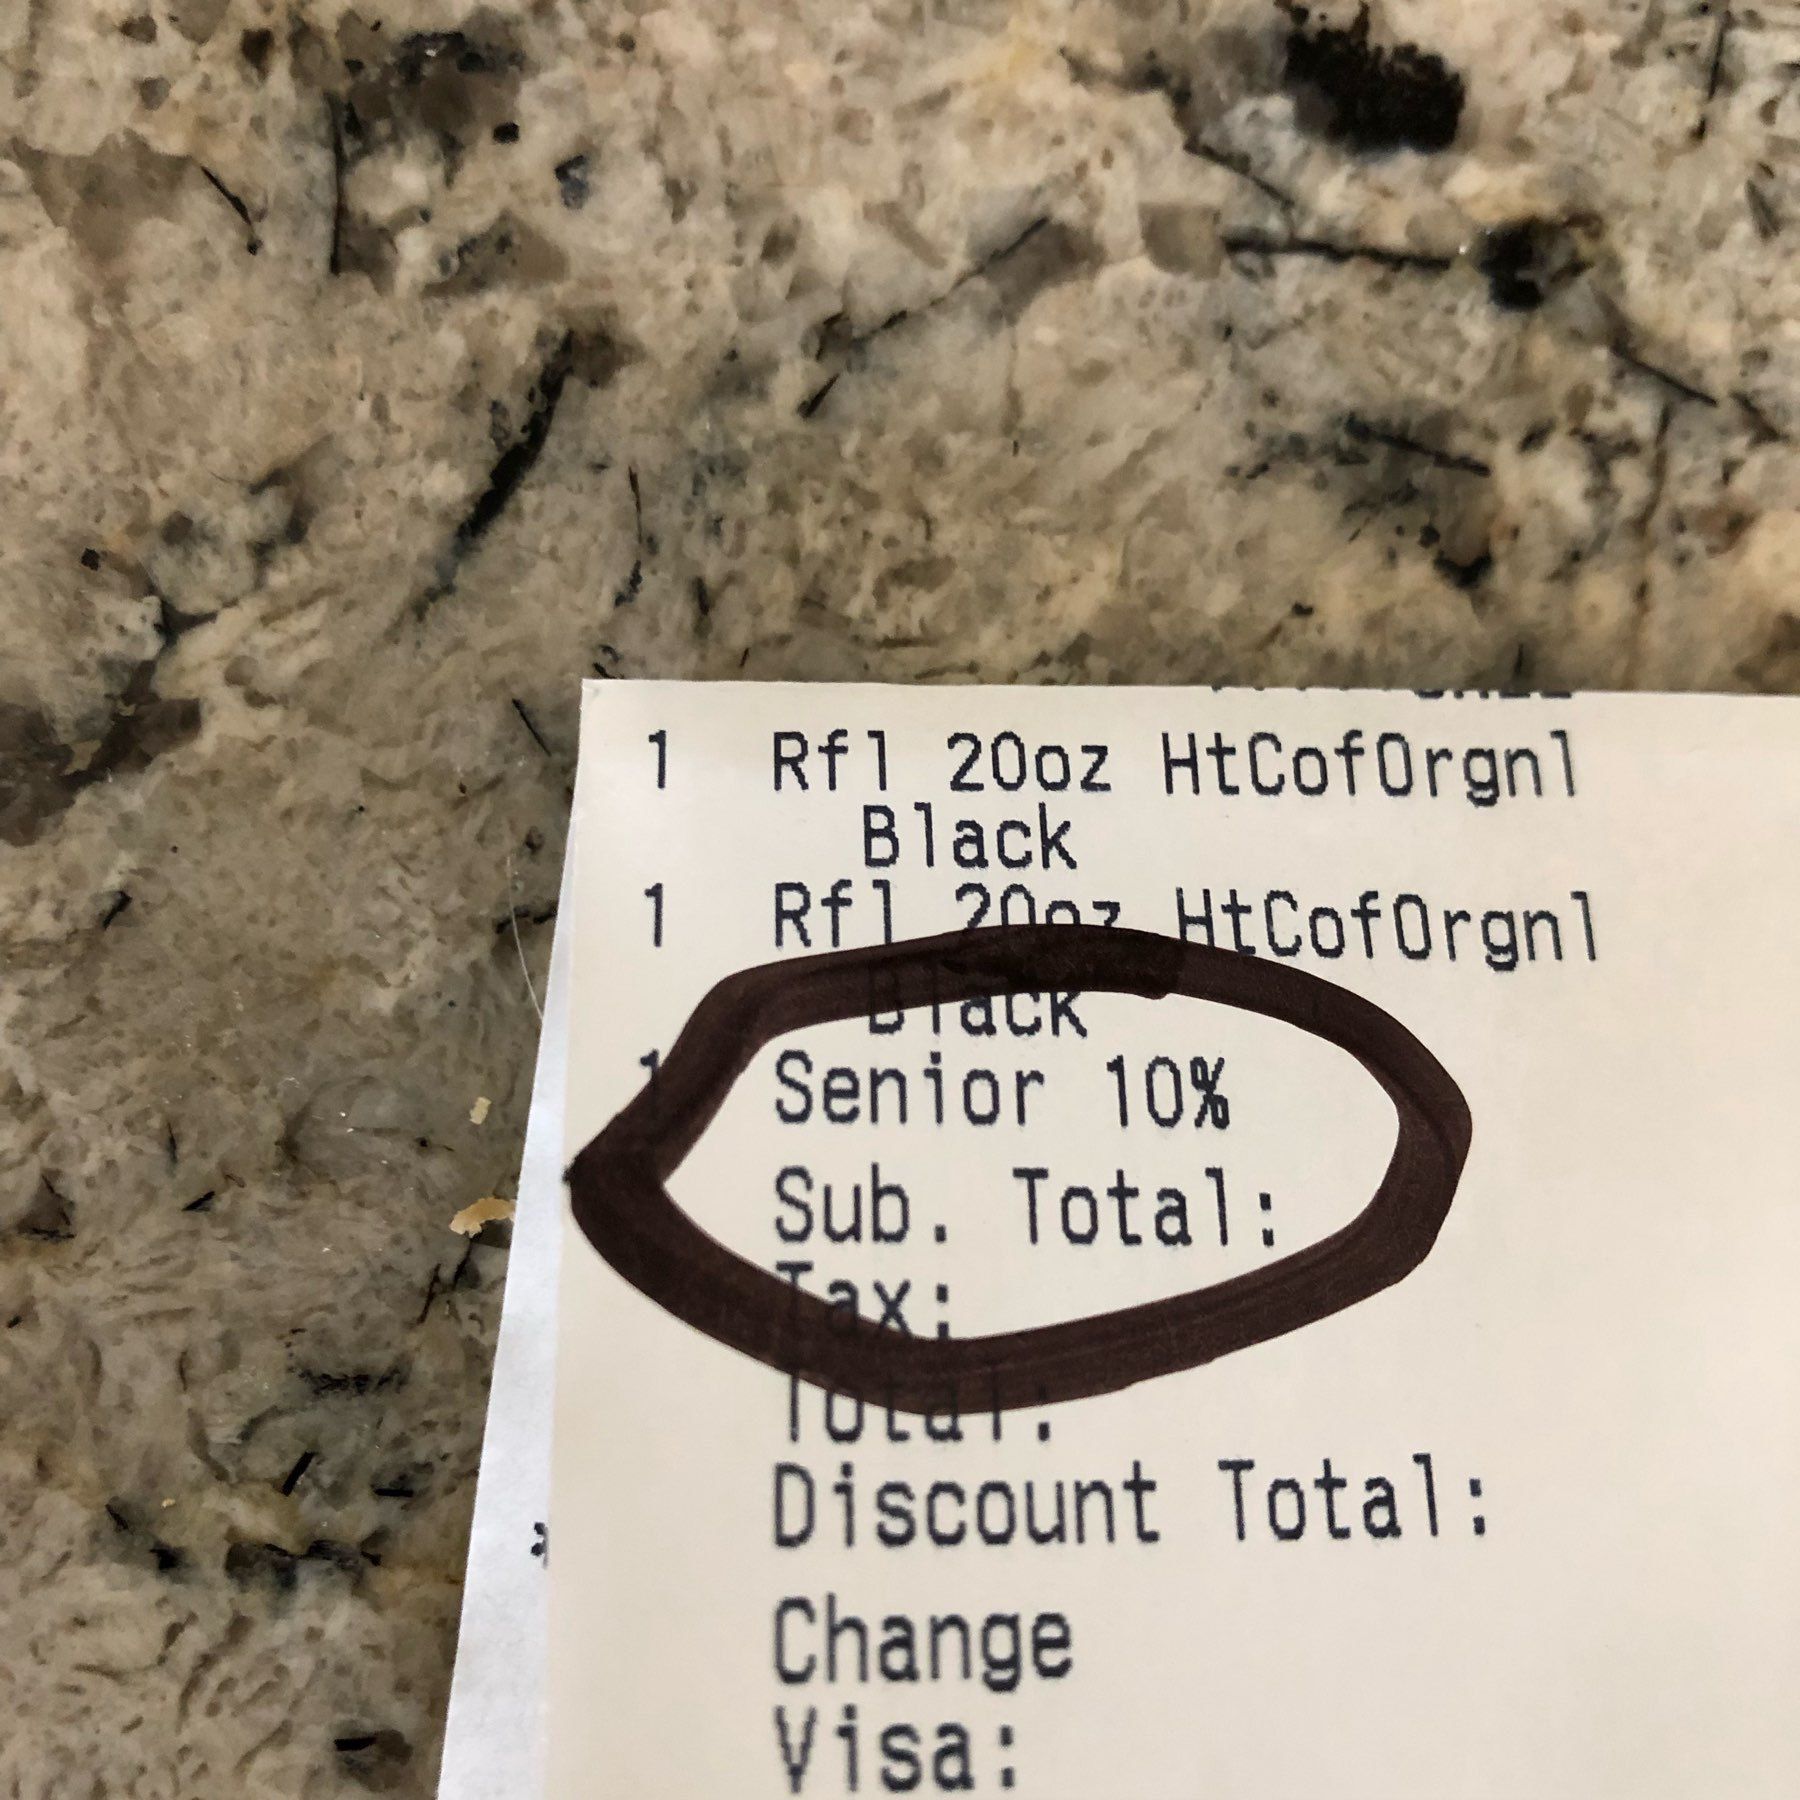 1 Rfl 20oz HtCofOrgnl
Black
1 Rfl 20oz HtCofOrgnl
Black
1 Senior 10%
Sub. Total:
Tax:
Total:
Discount Total:
Change
Visa: